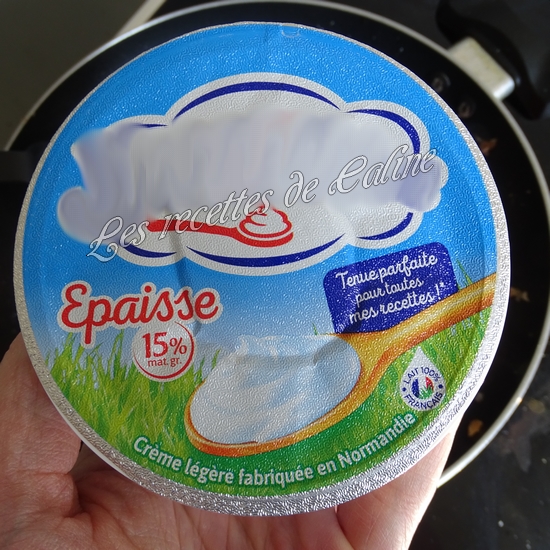 Les recettes de Caline
Epaisse
15%
mat. gr.
Tenue parfaite
pour toutes
mes recettes !*
LAIT 100%
FRANÇAIS
Crème légère fabriquée en Normandie